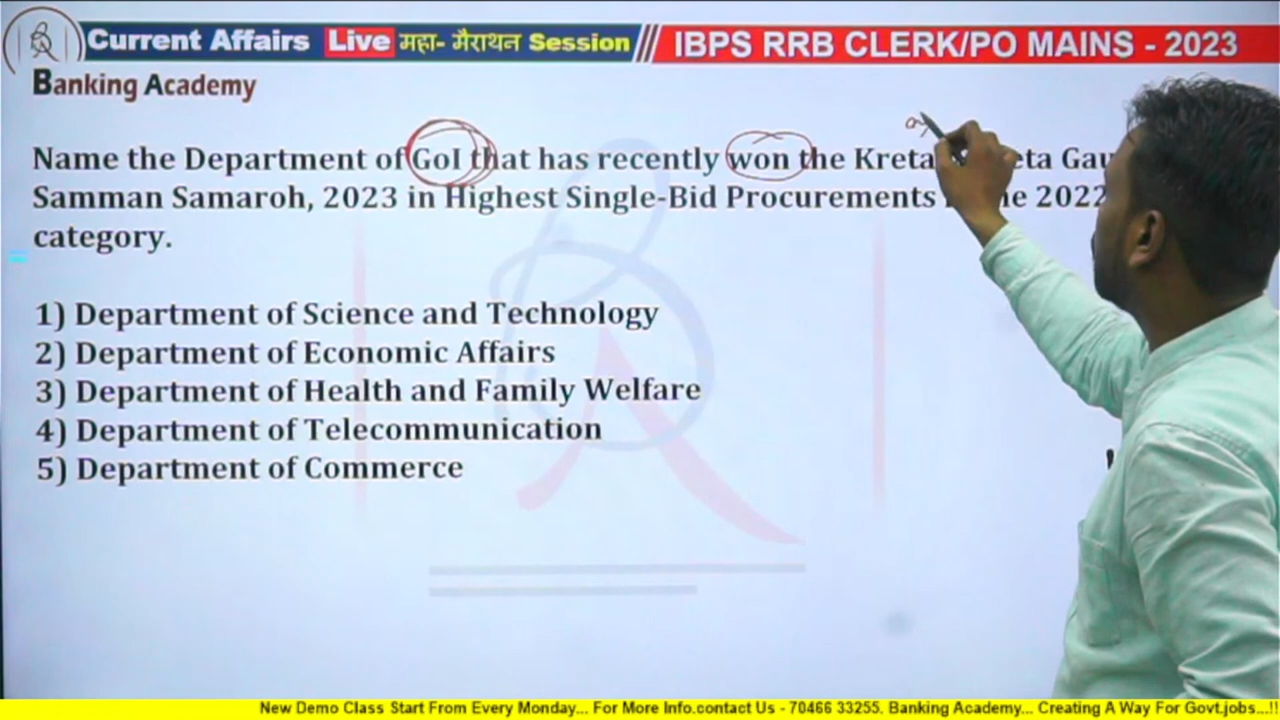 Current Affairs Live महा- मैराथन Session // IBPS RRB CLERK/PO MAINS - 2023
Banking Academy
Name the Department of GoI that has recently won the Kreta
Samman Samaroh, 2023 in Highest Single-Bid Procurements 2022
category.
1) Department of Science and Technology
2) Department of Economic Affairs
3) Department of Health and Family Welfare
4) Department of Telecommunication
5) Department of Commerce
New Demo Class Start From Every Monday... For More Info.contact Us - 70466 33255. Banking Academy... Creating A Way For Govt.jobs...!!